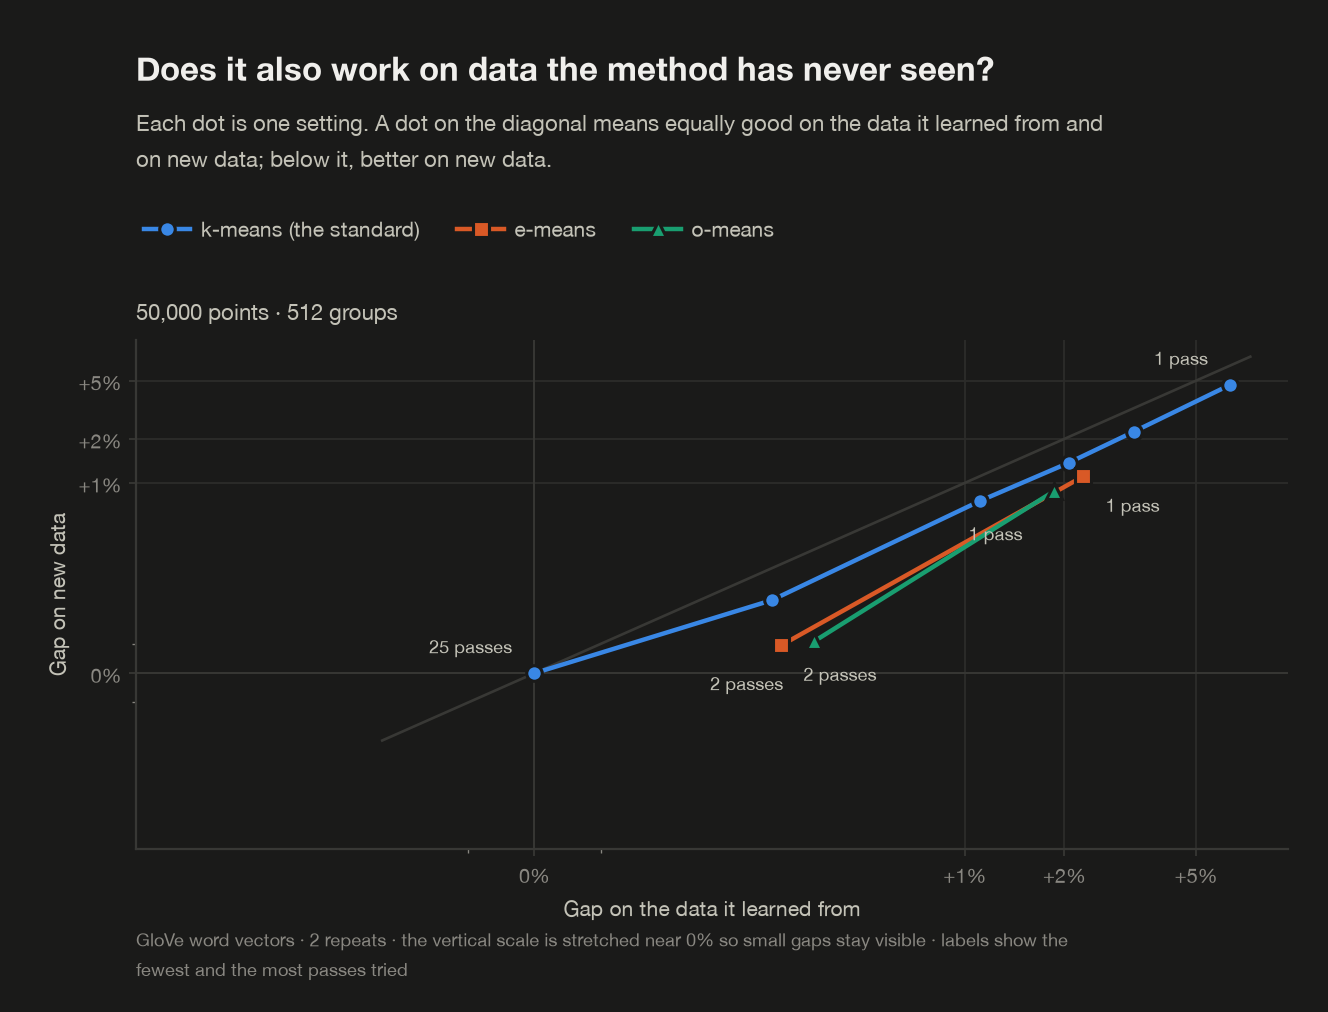 Does it also work on data the method has never seen?
Each dot is one setting. A dot on the diagonal means equally good on the data it learned from and
on new data; below it, better on new data.
k-means (the standard)
e-means
o-means
50,000 points · 512 groups
1 pass
+5%
+2%
+1%
1 pass
1 pass
Gap on new data
25 passes
0%
2 passes
2 passes
0%
+1%
+2%
+5%
Gap on the data it learned from
GloVe word vectors · 2 repeats · the vertical scale is stretched near 0% so small gaps stay visible · labels show the
fewest and the most passes tried